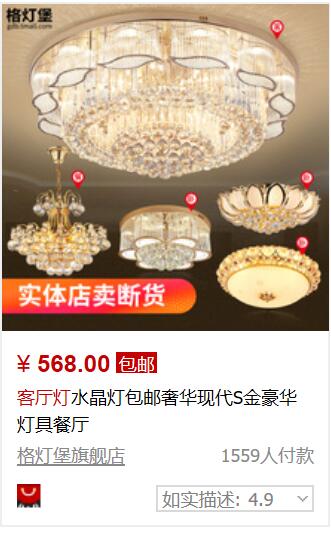 格灯堡
gdb.tmall.com
实体店卖断货
¥ 568.00 包邮
客厅灯水晶灯包邮奢华现代S金豪华
灯具餐厅
格灯堡旗舰店 1559人付款
如实描述: 4.9